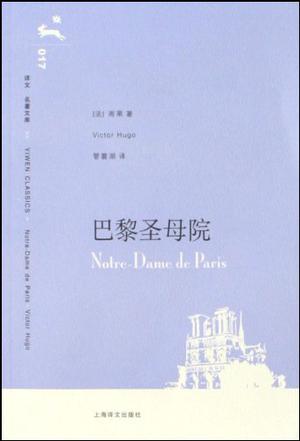 017
译文 名著文库
YIWEN CLASSICS · Notre-Dame de Paris Victor Hugo
[法] 雨果 著
Victor Hugo
管震湖 译
巴黎圣母院
Notre-Dame de Paris
上海译文出版社